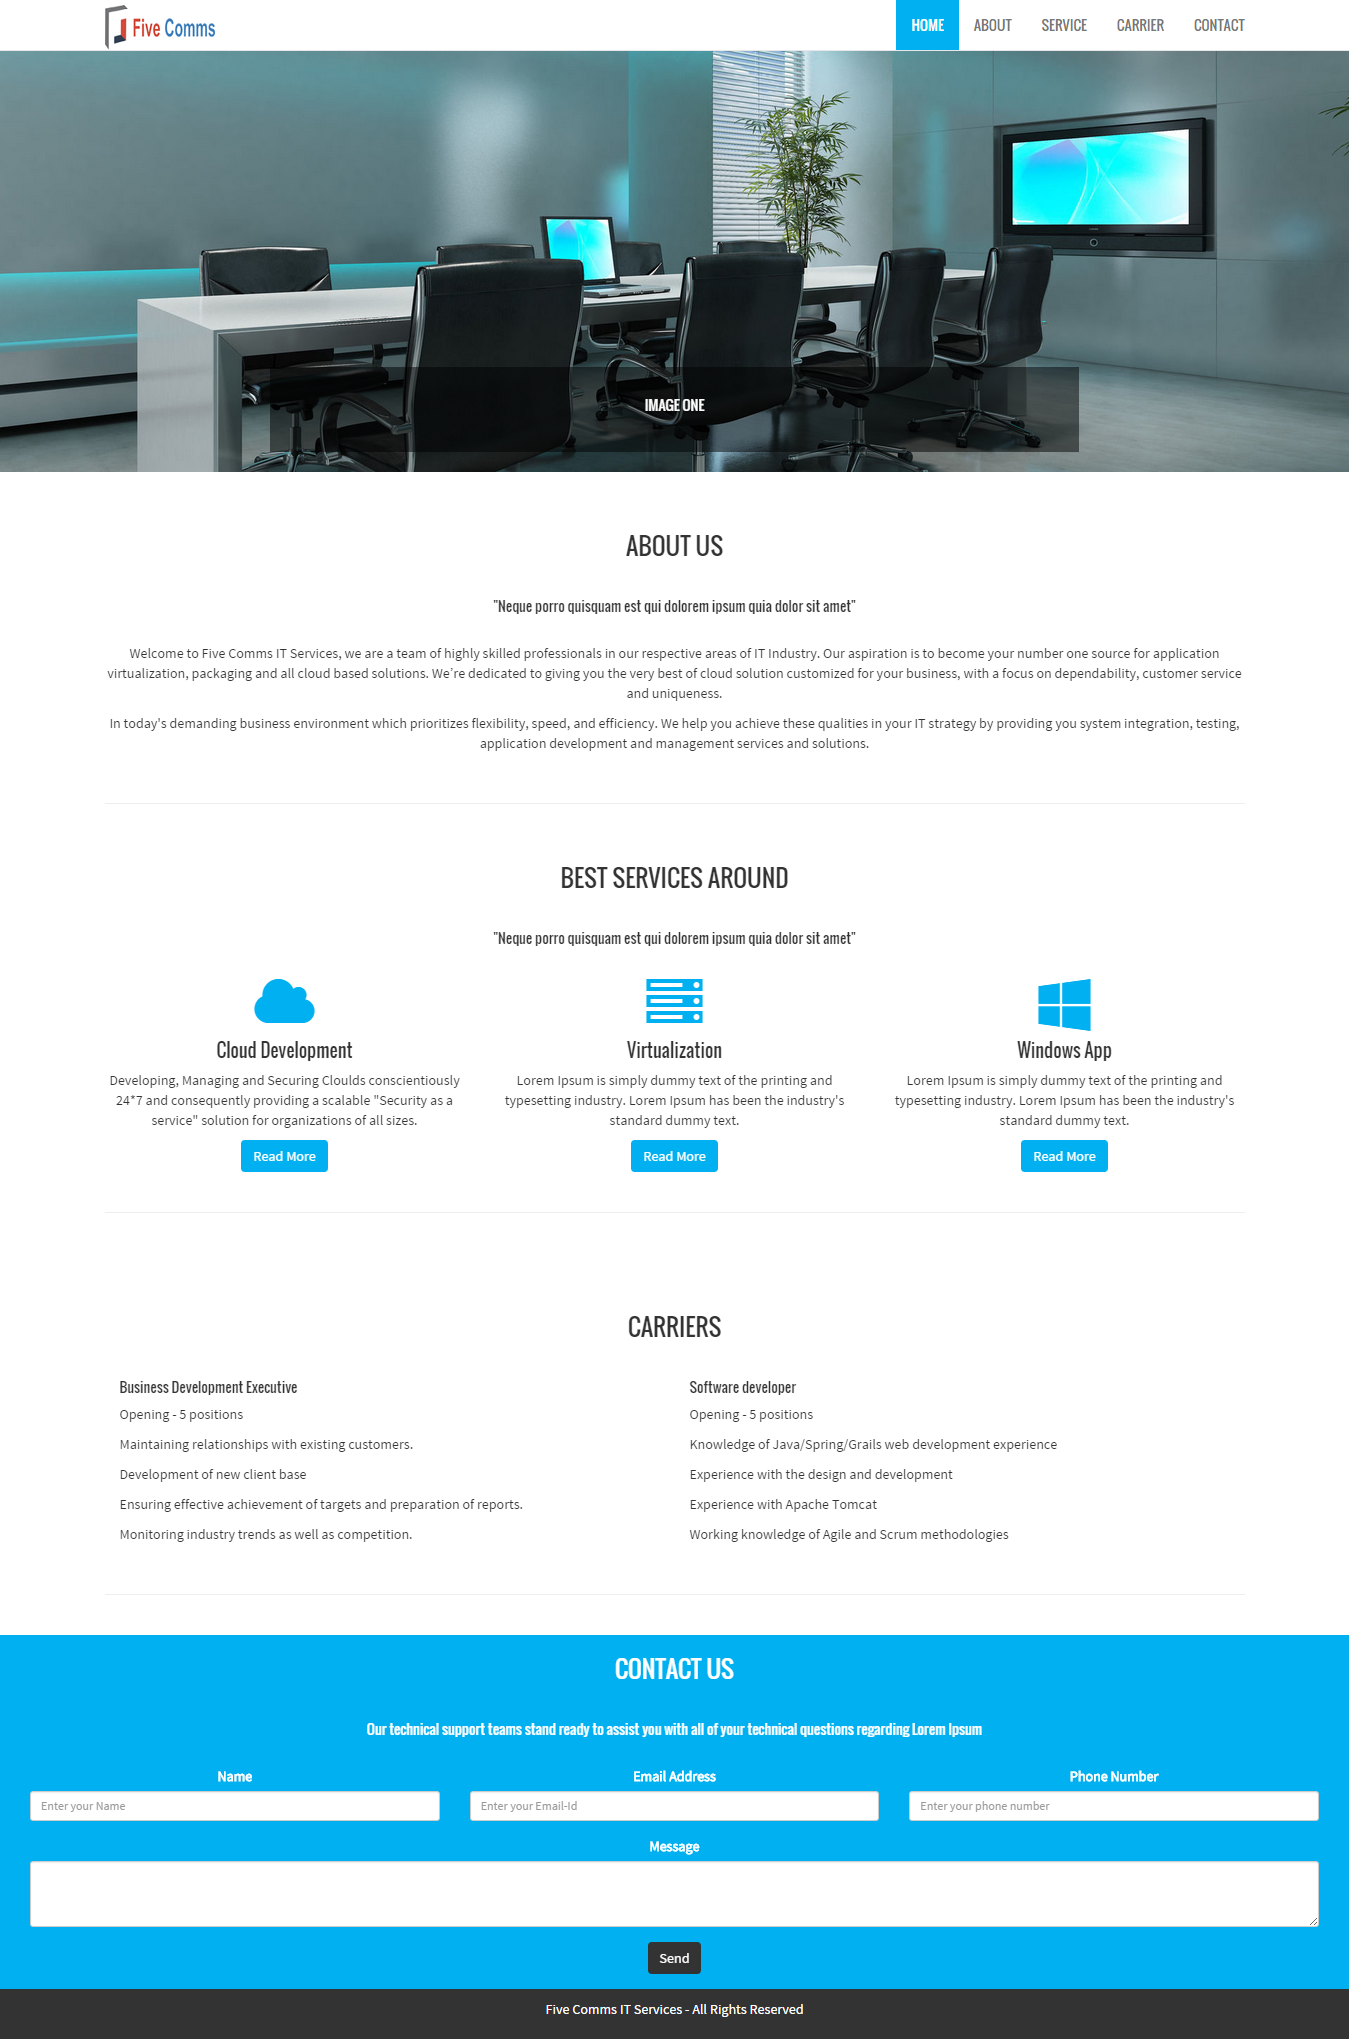 Five Comms
HOME ABOUT SERVICE CARRIER CONTACT
IMAGE ONE
ABOUT US
"Neque porro quisquam est qui dolorem ipsum quia dolor sit amet"
Welcome to Five Comms IT Services, we are a team of highly skilled professionals in our respective areas of IT Industry. Our aspiration is to become your number one source for application
virtualization, packaging and all cloud based solutions. We're dedicated to giving you the very best of cloud solution customized for your business, with a focus on dependability, customer service
and uniqueness.
In today's demanding business environment which prioritizes flexibility, speed, and efficiency. We help you achieve these qualities in your IT strategy by providing you system integration, testing,
application development and management services and solutions.
BEST SERVICES AROUND
"Neque porro quisquam est qui dolorem ipsum quia dolor sit amet"
Cloud Development
Developing, Managing and Securing Cloulds conscientiously
24*7 and consequently providing a scalable "Security as a
service" solution for organizations of all sizes.
Read More
Virtualization
Lorem Ipsum is simply dummy text of the printing and
typesetting industry. Lorem Ipsum has been the industry's
standard dummy text.
Read More
Windows App
Lorem Ipsum is simply dummy text of the printing and
typesetting industry. Lorem Ipsum has been the industry's
standard dummy text.
Read More
CARRIERS
Business Development Executive
Opening - 5 positions
Maintaining relationships with existing customers.
Development of new client base
Ensuring effective achievement of targets and preparation of reports.
Monitoring industry trends as well as competition.
Software developer
Opening - 5 positions
Knowledge of Java/Spring/Grails web development experience
Experience with the design and development
Experience with Apache Tomcat
Working knowledge of Agile and Scrum methodologies
CONTACT US
Our technical support teams stand ready to assist you with all of your technical questions regarding Lorem Ipsum
Name
Enter your Name
Email Address
Enter your Email-Id
Phone Number
Enter your phone number
Message
Send
Five Comms IT Services - All Rights Reserved